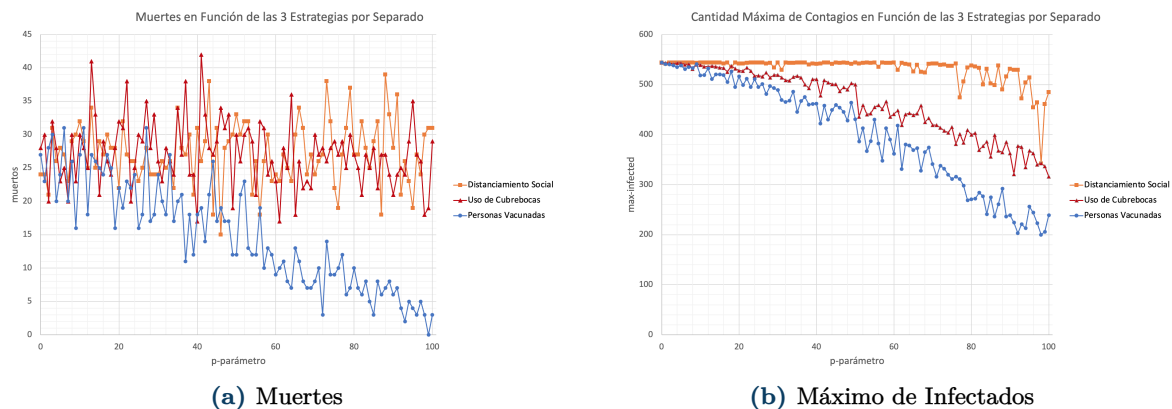 Muertes en Función de las 3 Estrategias por Separado
45
40
35
30
25
20
15
10
5
0
muertos
0
20
40
60
80
100
p-parámetro
Distanciamiento Social
Uso de Cubrebocas
Personas Vacunadas
(a) Muertes
Cantidad Máxima de Contagios en Función de las 3 Estrategias por Separado
600
500
400
300
200
100
0
max-infected
0
20
40
60
80
100
p-parámetro
Distanciamiento Social
Uso de Cubrebocas
Personas Vacunadas
(b) Máximo de Infectados